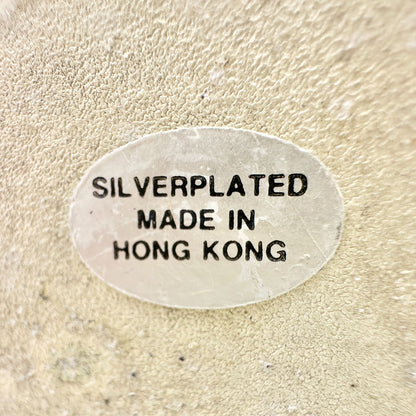 SILVERPLATED
MADE IN
HONG KONG